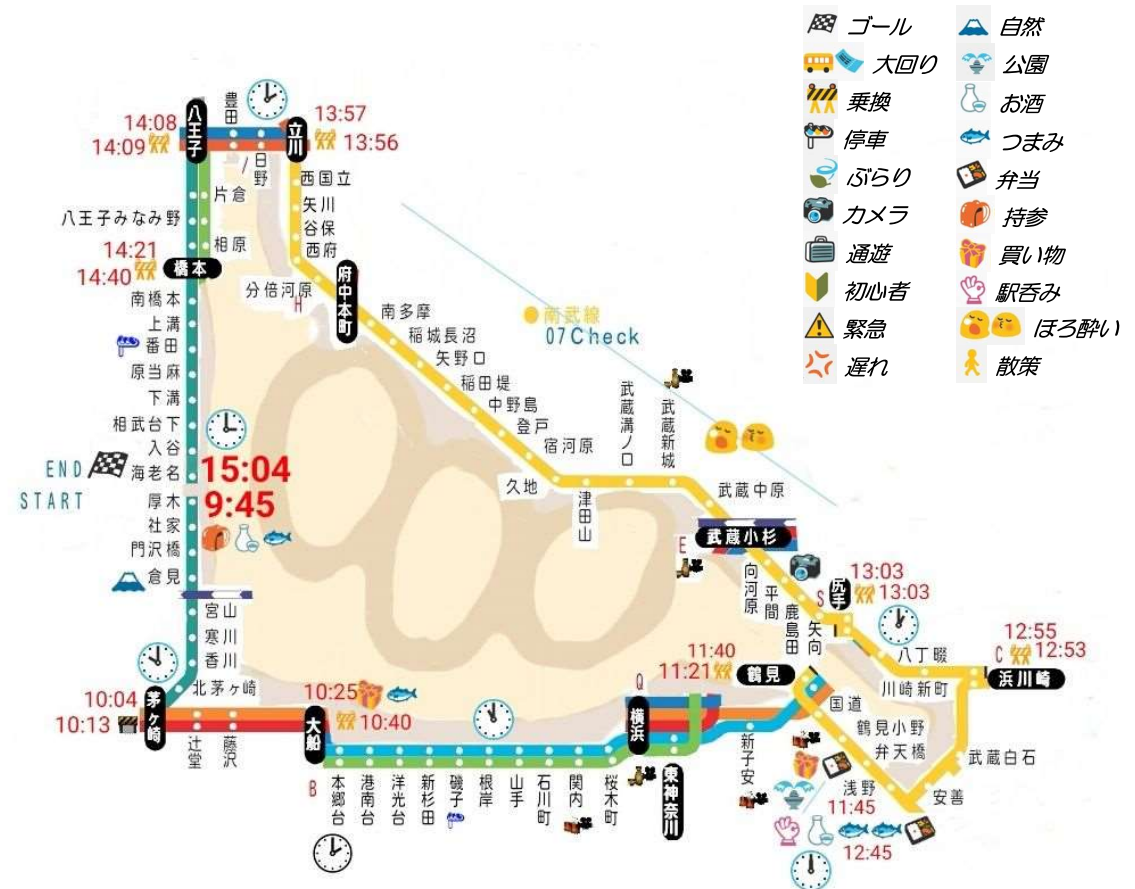 ゴール
大回り
乗換
停車
ぶらり
カメラ
通遊
初心者
緊急
遅れ
自然
公園
お酒
つまみ
弁当
持参
買い物
駅呑み
ほろ酔い
散策
14:08
14:09
八王子
豊田
日野
立川
13:57
13:56
片倉
八王子みなみ野
相原
14:21
14:40
橋本
南橋本
上溝
番田
原当麻
下溝
相武台下
入谷
END
海老名
START
厚木
15:04
9:45
社家
門沢橋
倉見
宮山
寒川
香川
北茅ヶ崎
10:04
10:13
茅ヶ崎
辻堂
藤沢
10:25
10:40
大船
B
本郷台
港南台
洋光台
新杉田
磯子
根岸
山手
石川町
関内
桜木町
Q
横浜
東神奈川
新子安
11:40
11:21
鶴見
国道
鶴見小野
弁天橋
浅野
11:45
12:45
安善
武蔵白石
浜川崎
C
12:55
12:53
川崎新町
八丁畷
尻手
S
13:03
13:03
矢向
鹿島田
平間
向河原
武蔵小杉
E
武蔵中原
武蔵新城
武蔵溝ノ口
津田山
久地
宿河原
登戸
中野島
稲田堤
矢野口
稲城長沼
南多摩
府中本町
H
分倍河原
西府
谷保
矢川
西国立
南武線
07Check